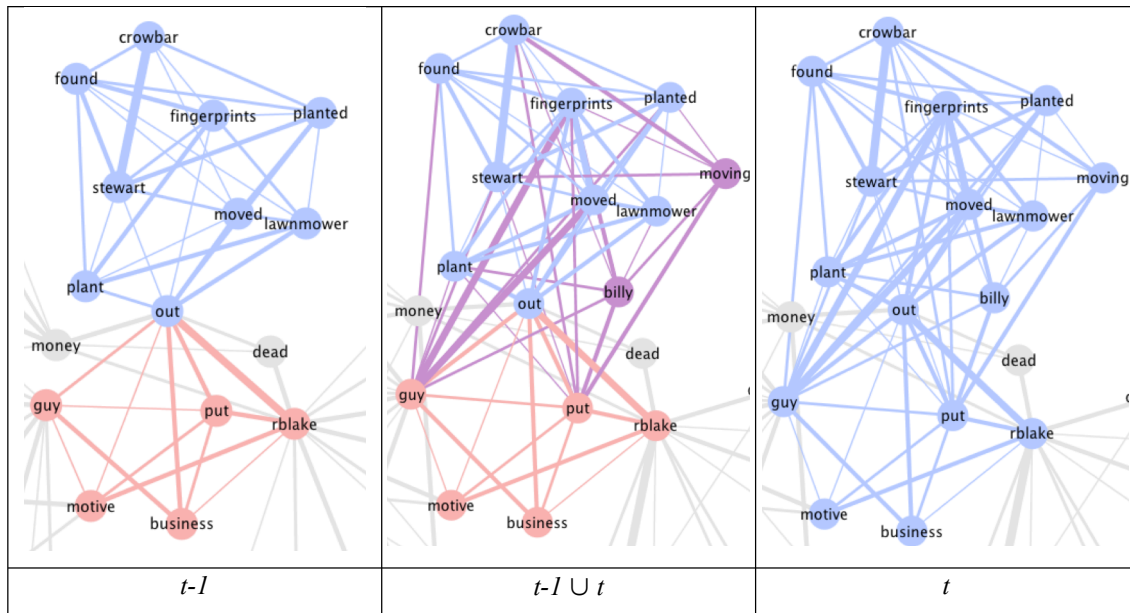 crowbar
found
fingerprints
planted
stewart
moved
lawnmower
plant
out
money
dead
guy
put
rblake
motive
business
t-1
crowbar
found
fingerprints
planted
stewart
moving
moved
lawnmower
plant
billy
money
out
dead
guy
put
rblake
motive
business
t-1 ∪ t
crowbar
found
fingerprints
planted
stewart
moving
moved
lawnmower
plant
billy
out
money
dead
guy
put
rblake
motive
business
t